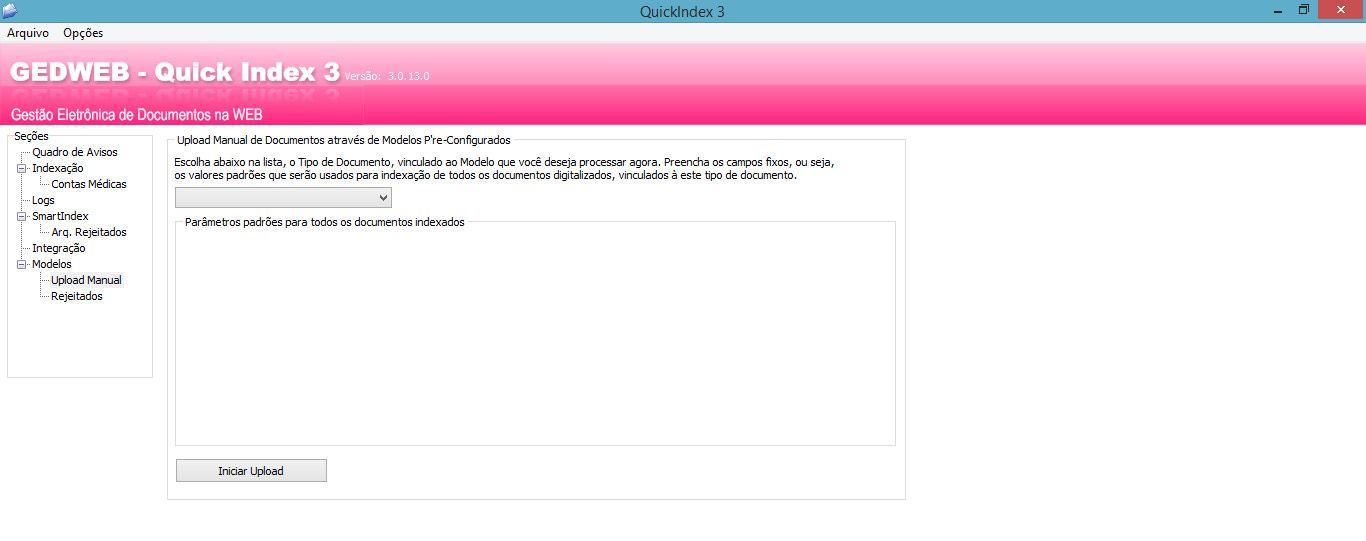 QuickIndex 3
Arquivo Opções
GEDWEB - Quick Index 3 Versão: 3.0.13.0
Gestão Eletrônica de Documentos na WEB
Seções
Quadro de Avisos
Indexação
Contas Médicas
Logs
SmartIndex
Arq. Rejeitados
Integração
Modelos
Upload Manual
Rejeitados
Upload Manual de Documentos através de Modelos P're-Configurados
Escolha abaixo na lista, o Tipo de Documento, vinculado ao Modelo que você deseja processar agora. Preencha os campos fixos, ou seja,
os valores padrões que serão usados para indexação de todos os documentos digitalizados, vinculados à este tipo de documento.
Parâmetros padrões para todos os documentos indexados
Iniciar Upload